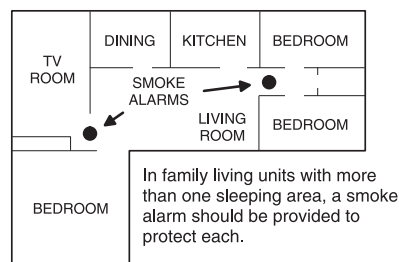 DINING
KITCHEN
BEDROOM
TV
ROOM
SMOKE
ALARMS
LIVING
ROOM
BEDROOM
BEDROOM
In family living units with more
than one sleeping area, a smoke
alarm should be provided to
protect each.